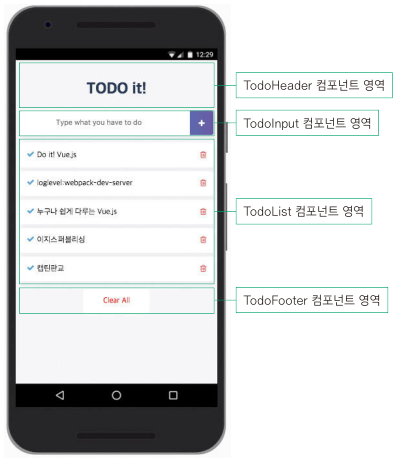 12:29
TODO it!
TodoHeader 컴포넌트 영역
Type what you have to do
+
TodoInput 컴포넌트 영역
Do it! Vue.js
loglevel:webpack-dev-server
누구나 쉽게 다루는 Vue.js
TodoList 컴포넌트 영역
이지스퍼블리싱
캡틴판교
Clear All
TodoFooter 컴포넌트 영역